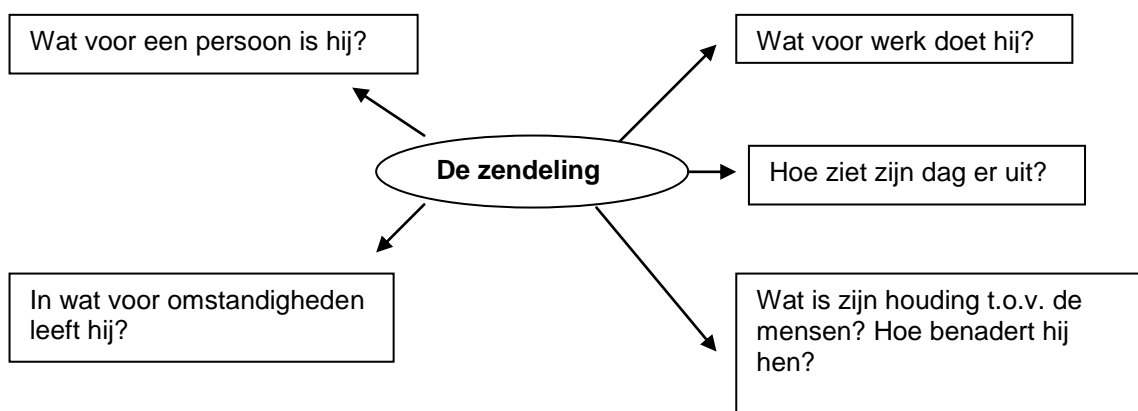 Wat voor een persoon is hij?
Wat voor werk doet hij?
De zendeling
Hoe ziet zijn dag er uit?
In wat voor omstandigheden
leeft hij?
Wat is zijn houding t.o.v. de
mensen? Hoe benadert hij
hen?